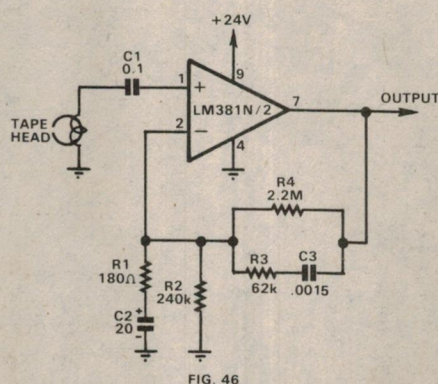 +24V
C1
0.1
1
9
+
LM381N/2
7
OUTPUT
TAPE
HEAD
2
−
4
R4
2.2M
R1
180Ω
R2
240k
R3
62k
C3
.0015
+
C2
20
−
FIG. 46